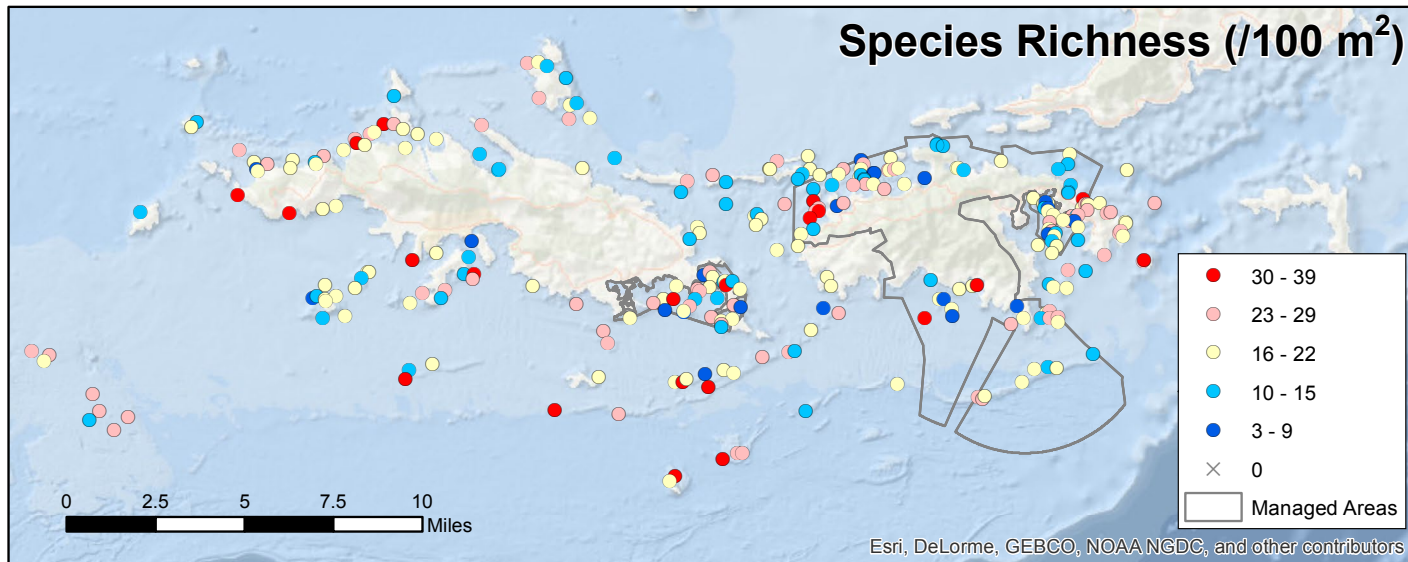 Species Richness (/100 m²)
30 - 39
23 - 29
16 - 22
10 - 15
3 - 9
0
Managed Areas
0 2.5 5 7.5 10
Miles
Esri, DeLorme, GEBCO, NOAA NGDC, and other contributors